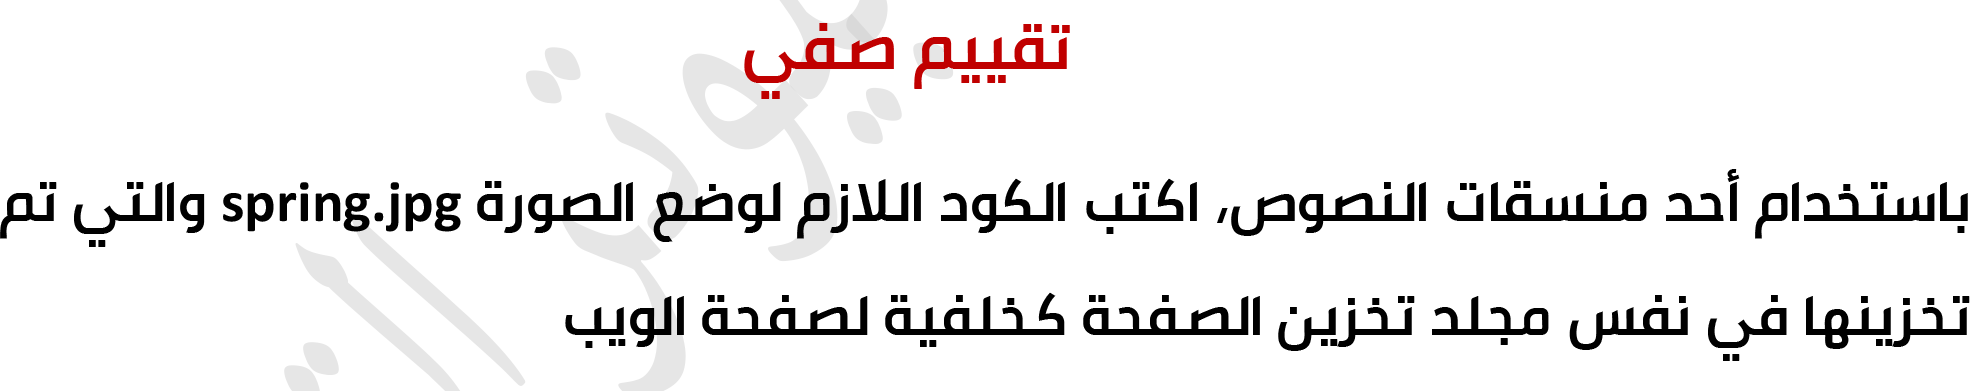 تقييم صفي
باستخدام أحد منسقات النصوص, اكتب الكود اللازم لوضع الصورة spring.jpg والتي تم
تخزينها في نفس مجلد تخزين الصفحة كخلفية لصفحة الويب